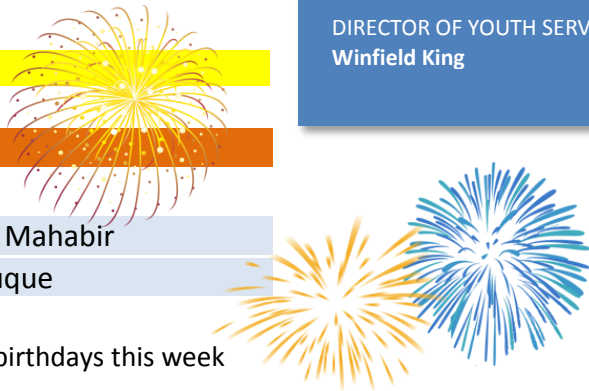 DIRECTOR OF YOUTH SERV
Winfield King
Mahabir
uque
birthdays this week